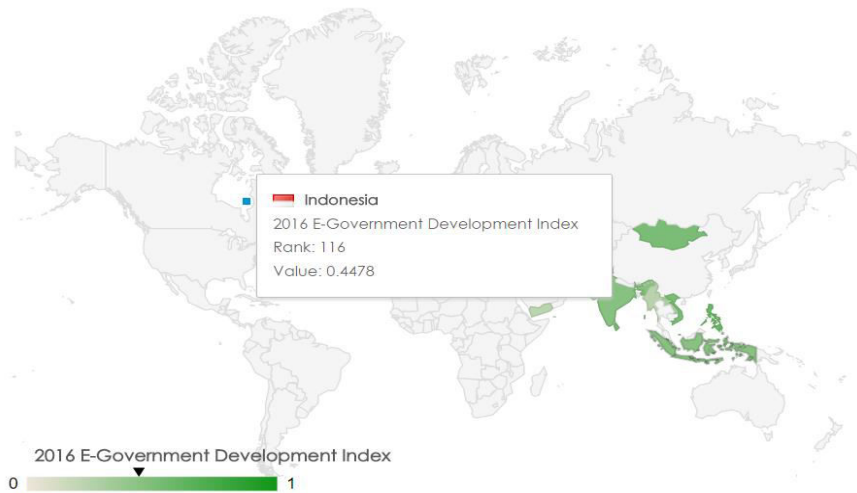 Indonesia
2016 E-Government Development Index
Rank: 116
Value: 0.4478
2016 E-Government Development Index
0 1